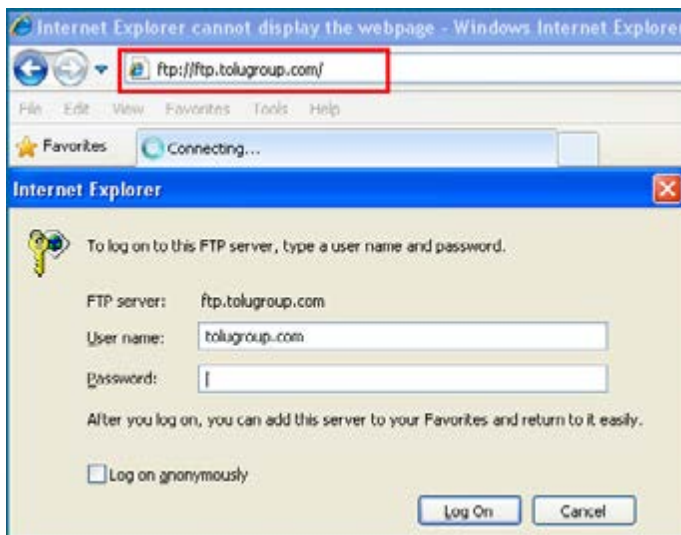 Internet Explorer cannot display the webpage - Windows Internet Explorer
ftp://ftp.tolugroup.com/
File Edit View Favorites Tools Help
Favorites Connecting...
Internet Explorer
To log on to this FTP server, type a user name and password.
FTP server: ftp.tolugroup.com
User name: tolugroup.com
Password:
After you log on, you can add this server to your Favorites and return to it easily.
Log on anonymously
Log On Cancel